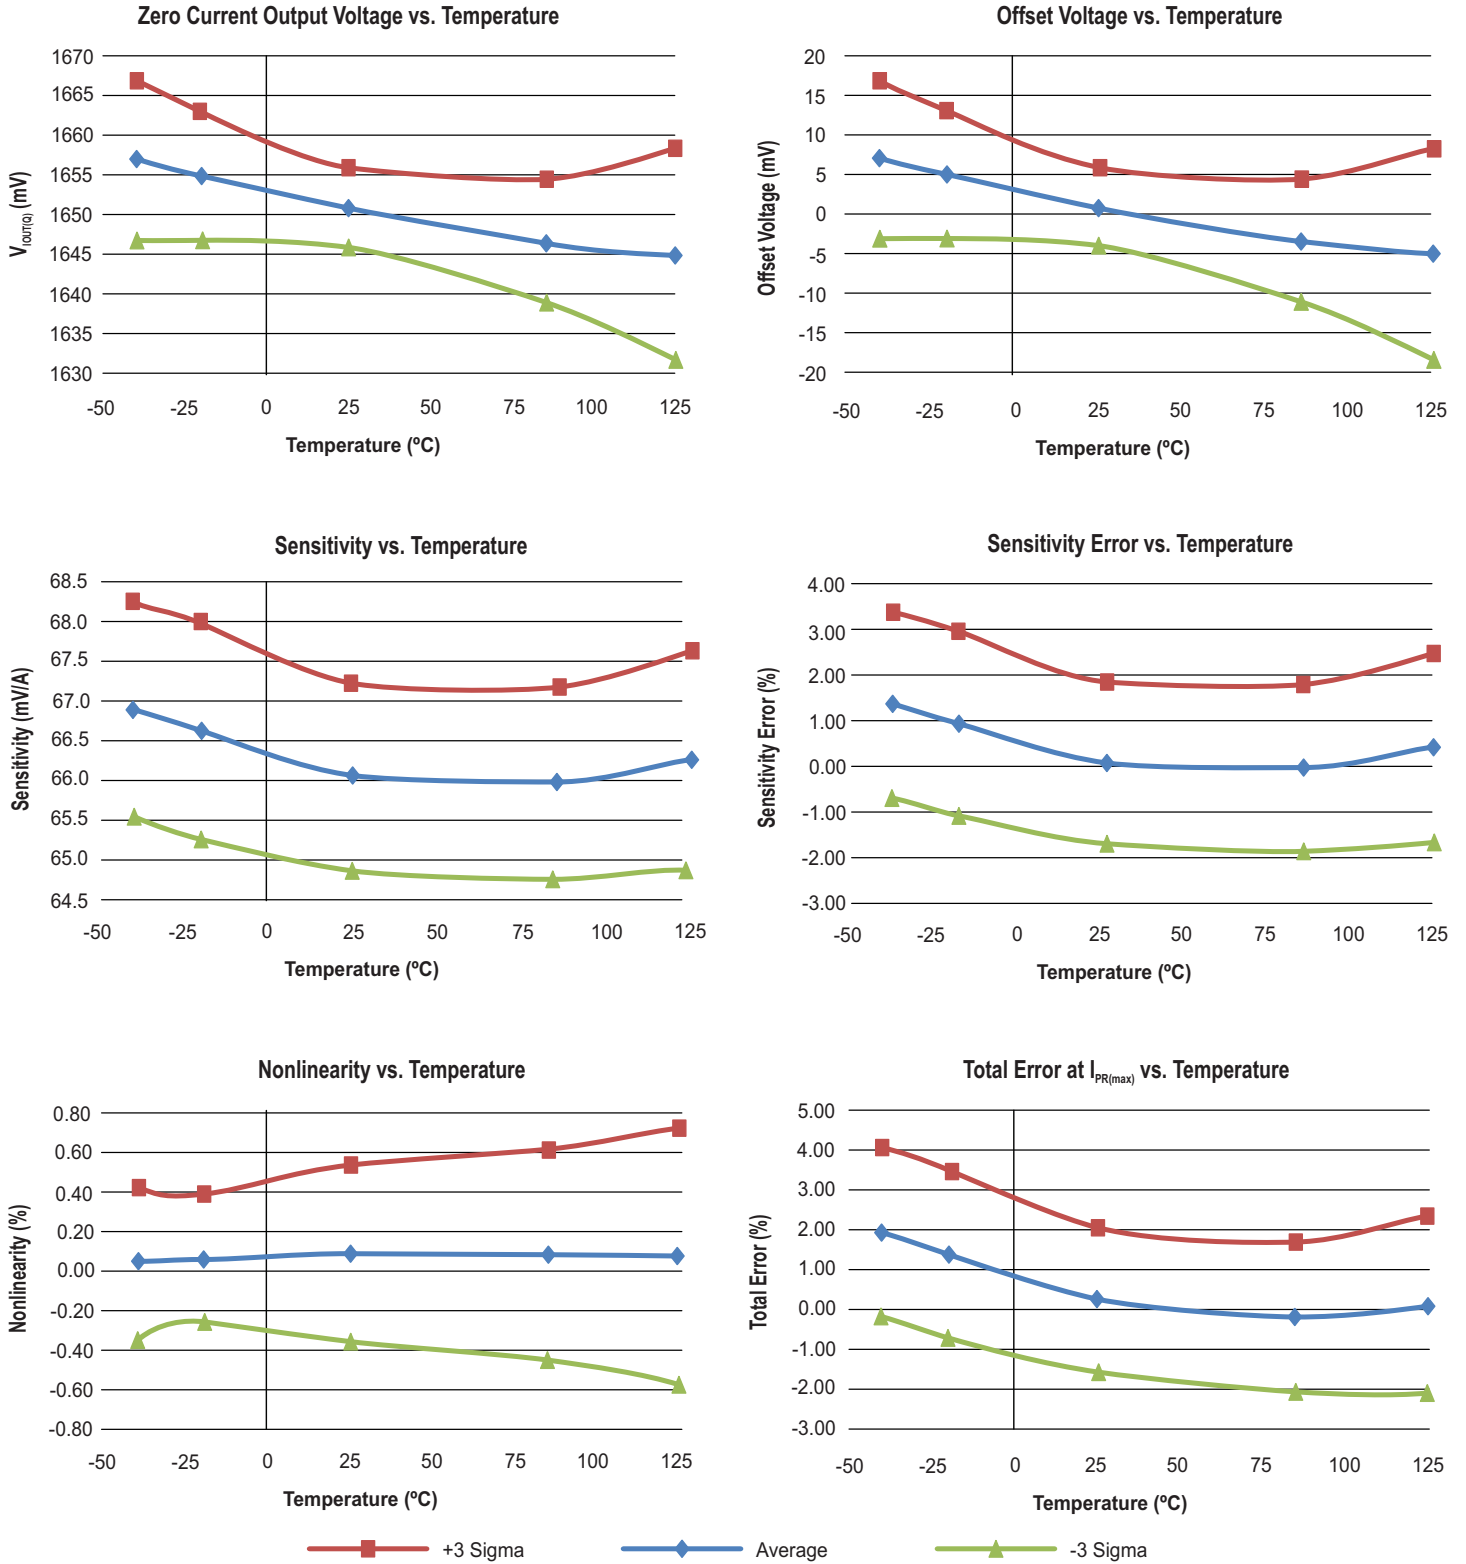 Zero Current Output Voltage vs. Temperature
1670
1665
1660
1655
1650
1645
1640
1635
1630
V_IOUT(Q) (mV)
-50 -25 0 25 50 75 100 125
Temperature (ºC)
Offset Voltage vs. Temperature
20
15
10
5
0
-5
-10
-15
-20
Offset Voltage (mV)
-50 -25 0 25 50 75 100 125
Temperature (ºC)
Sensitivity vs. Temperature
68.5
68.0
67.5
67.0
66.5
66.0
65.5
65.0
64.5
Sensitivity (mV/A)
-50 -25 0 25 50 75 100 125
Temperature (ºC)
Sensitivity Error vs. Temperature
4.00
3.00
2.00
1.00
0.00
-1.00
-2.00
-3.00
Sensitivity Error (%)
-50 -25 0 25 50 75 100 125
Temperature (ºC)
Nonlinearity vs. Temperature
0.80
0.60
0.40
0.20
0.00
-0.20
-0.40
-0.60
-0.80
Nonlinearity (%)
-50 -25 0 25 50 75 100 125
Temperature (ºC)
Total Error at I_PR(max) vs. Temperature
5.00
4.00
3.00
2.00
1.00
0.00
-1.00
-2.00
-3.00
Total Error (%)
-50 -25 0 25 50 75 100 125
Temperature (ºC)
+3 Sigma
Average
-3 Sigma